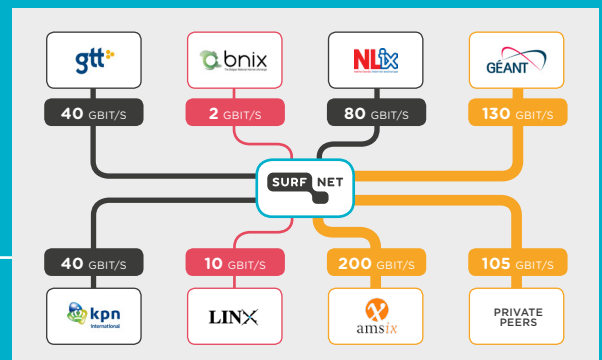 gtt
bnix
NLix
GÉANT
40 GBIT/S
2 GBIT/S
80 GBIT/S
130 GBIT/S
SURF NET
40 GBIT/S
10 GBIT/S
200 GBIT/S
105 GBIT/S
kpn
International
LINX
amsix
PRIVATE
PEERS